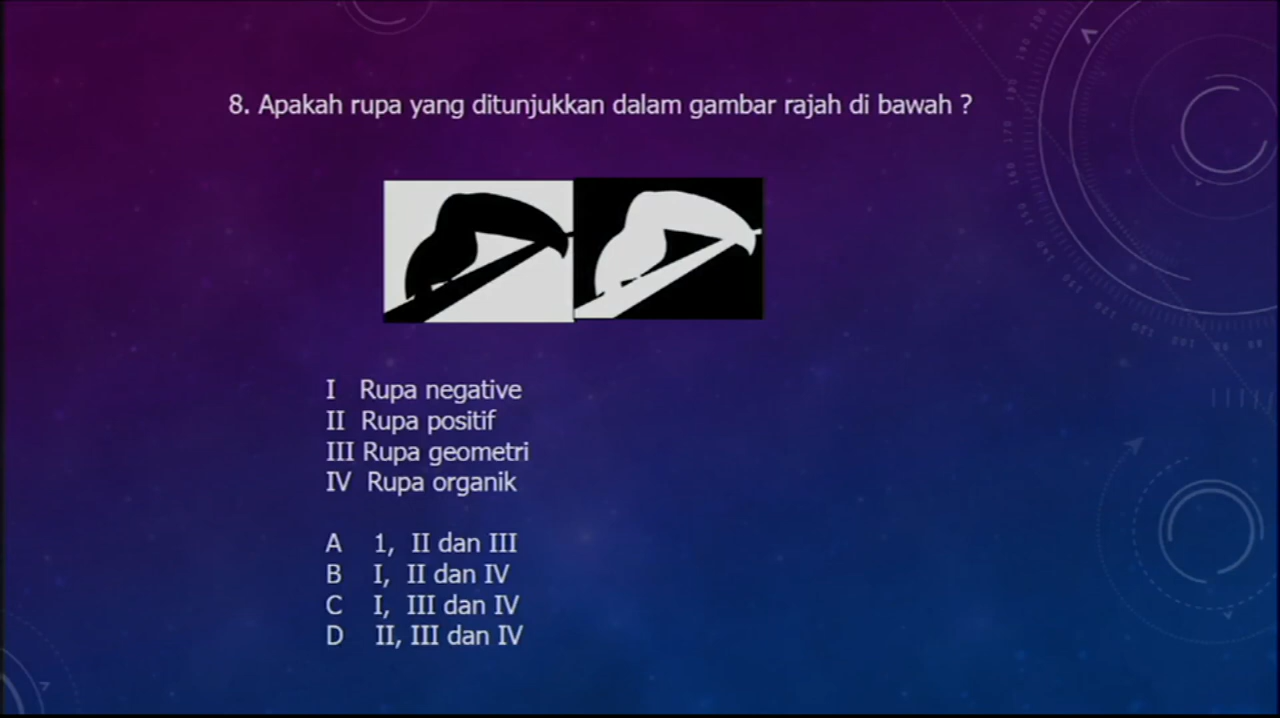 8. Apakah rupa yang ditunjukkan dalam gambar rajah di bawah ?
I Rupa negative
II Rupa positif
III Rupa geometri
IV Rupa organik
A 1, II dan III
B I, II dan IV
C I, III dan IV
D II, III dan IV